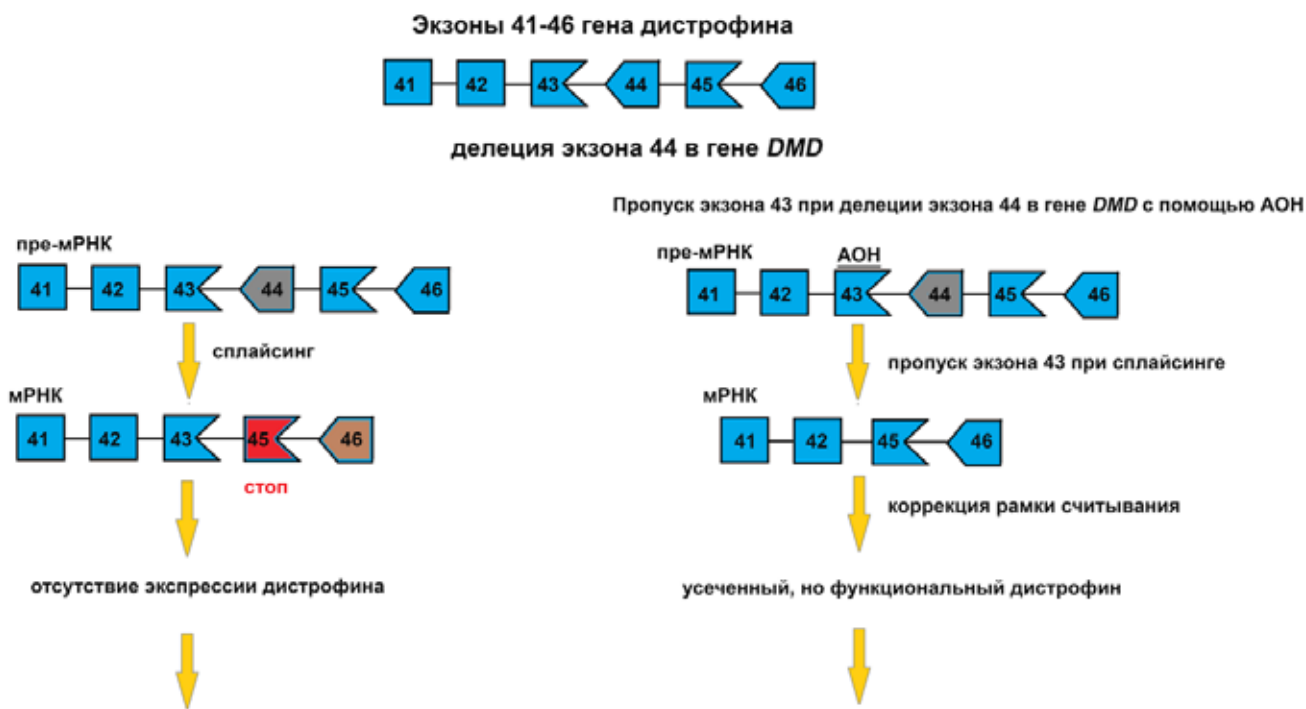 Экзоны 41-46 гена дистрофина
41 42 43 44 45 46
делеция экзона 44 в гене DMD
Пропуск экзона 43 при делеции экзона 44 в гене DMD с помощью АОН
пре-мРНК
41 42 43 44 45 46
сплайсинг
мРНК
41 42 43 45 46
стоп
отсутствие экспрессии дистрофина
пре-мРНК
АОН
41 42 43 44 45 46
пропуск экзона 43 при сплайсинге
мРНК
41 42 45 46
коррекция рамки считывания
усеченный, но функциональный дистрофин